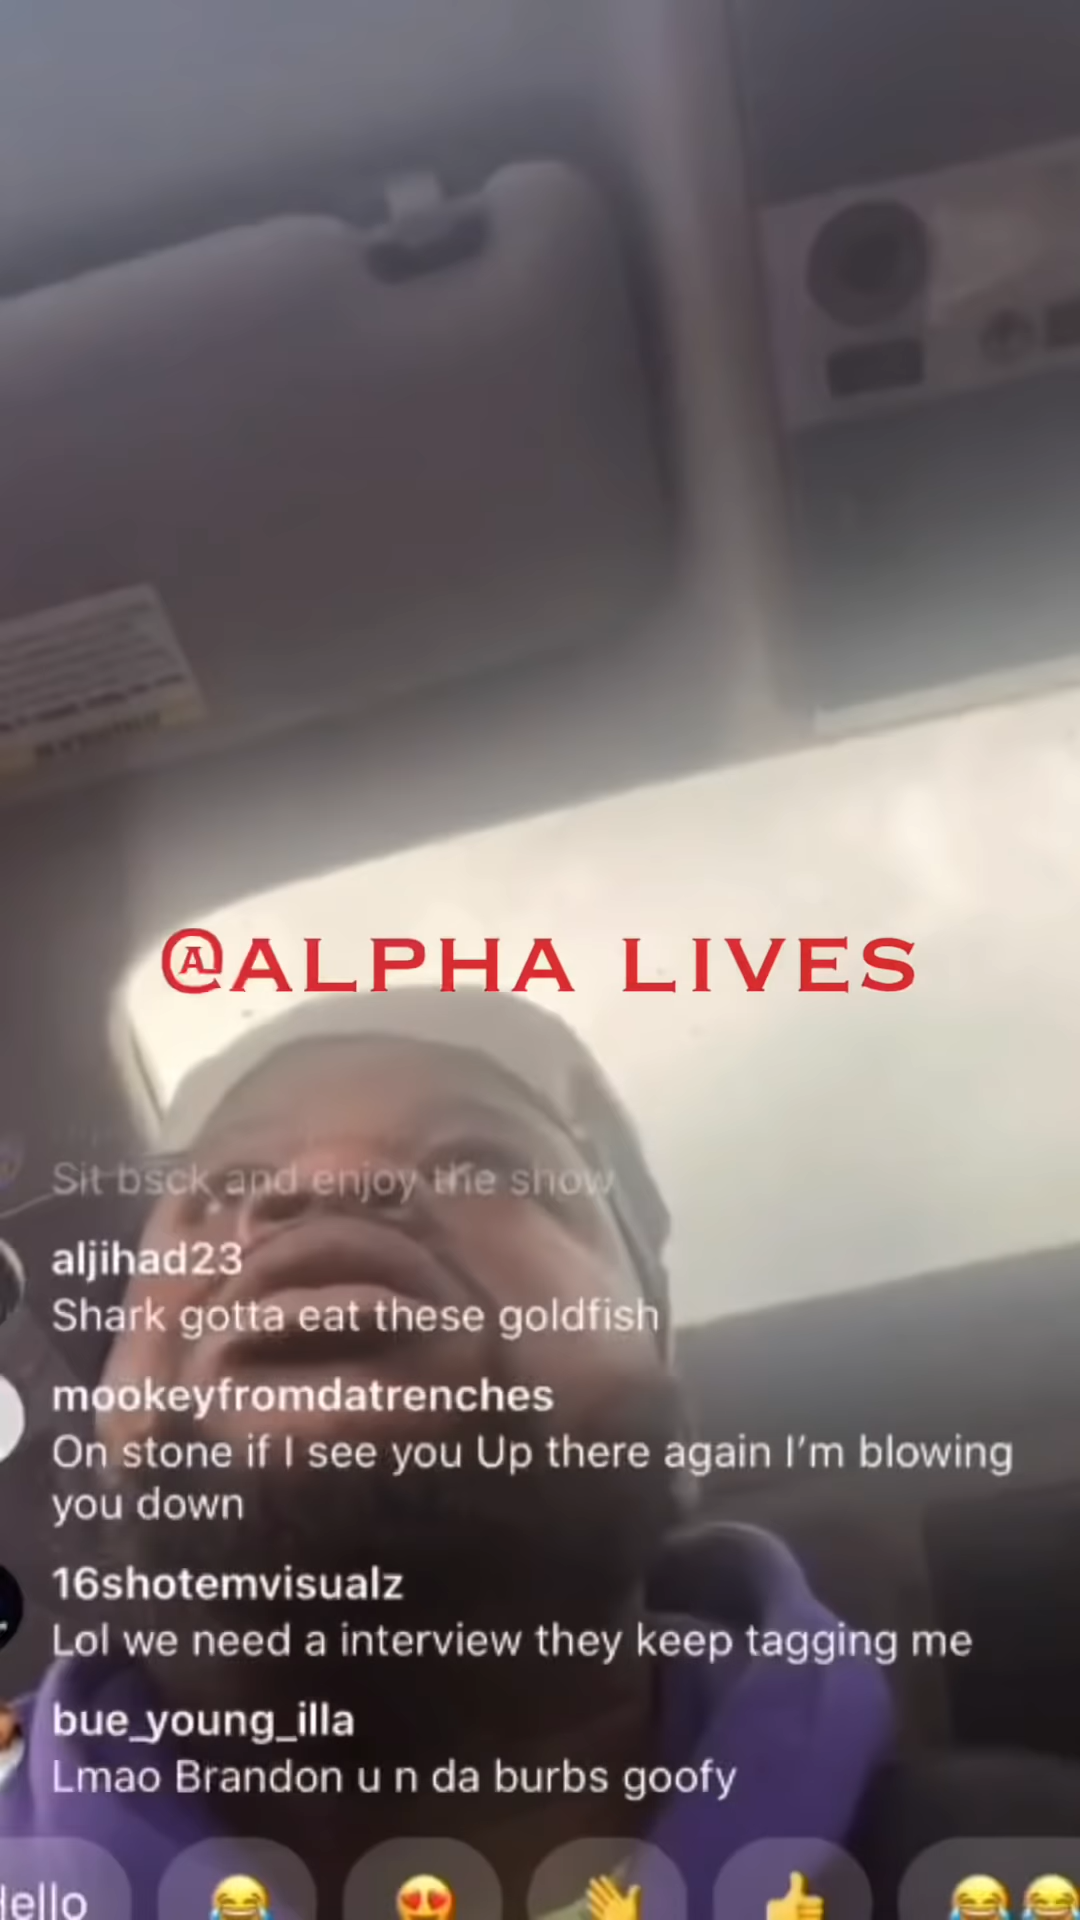 @ALPHA LIVES
Sit bsck and enjoy the show
aljihad23
Shark gotta eat these goldfish
mookeyfromdatrenches
On stone if I see you Up there again I’m blowing
you down
16shotemvisualz
Lol we need a interview they keep tagging me
bue_young_illa
Lmao Brandon u n da burbs goofy